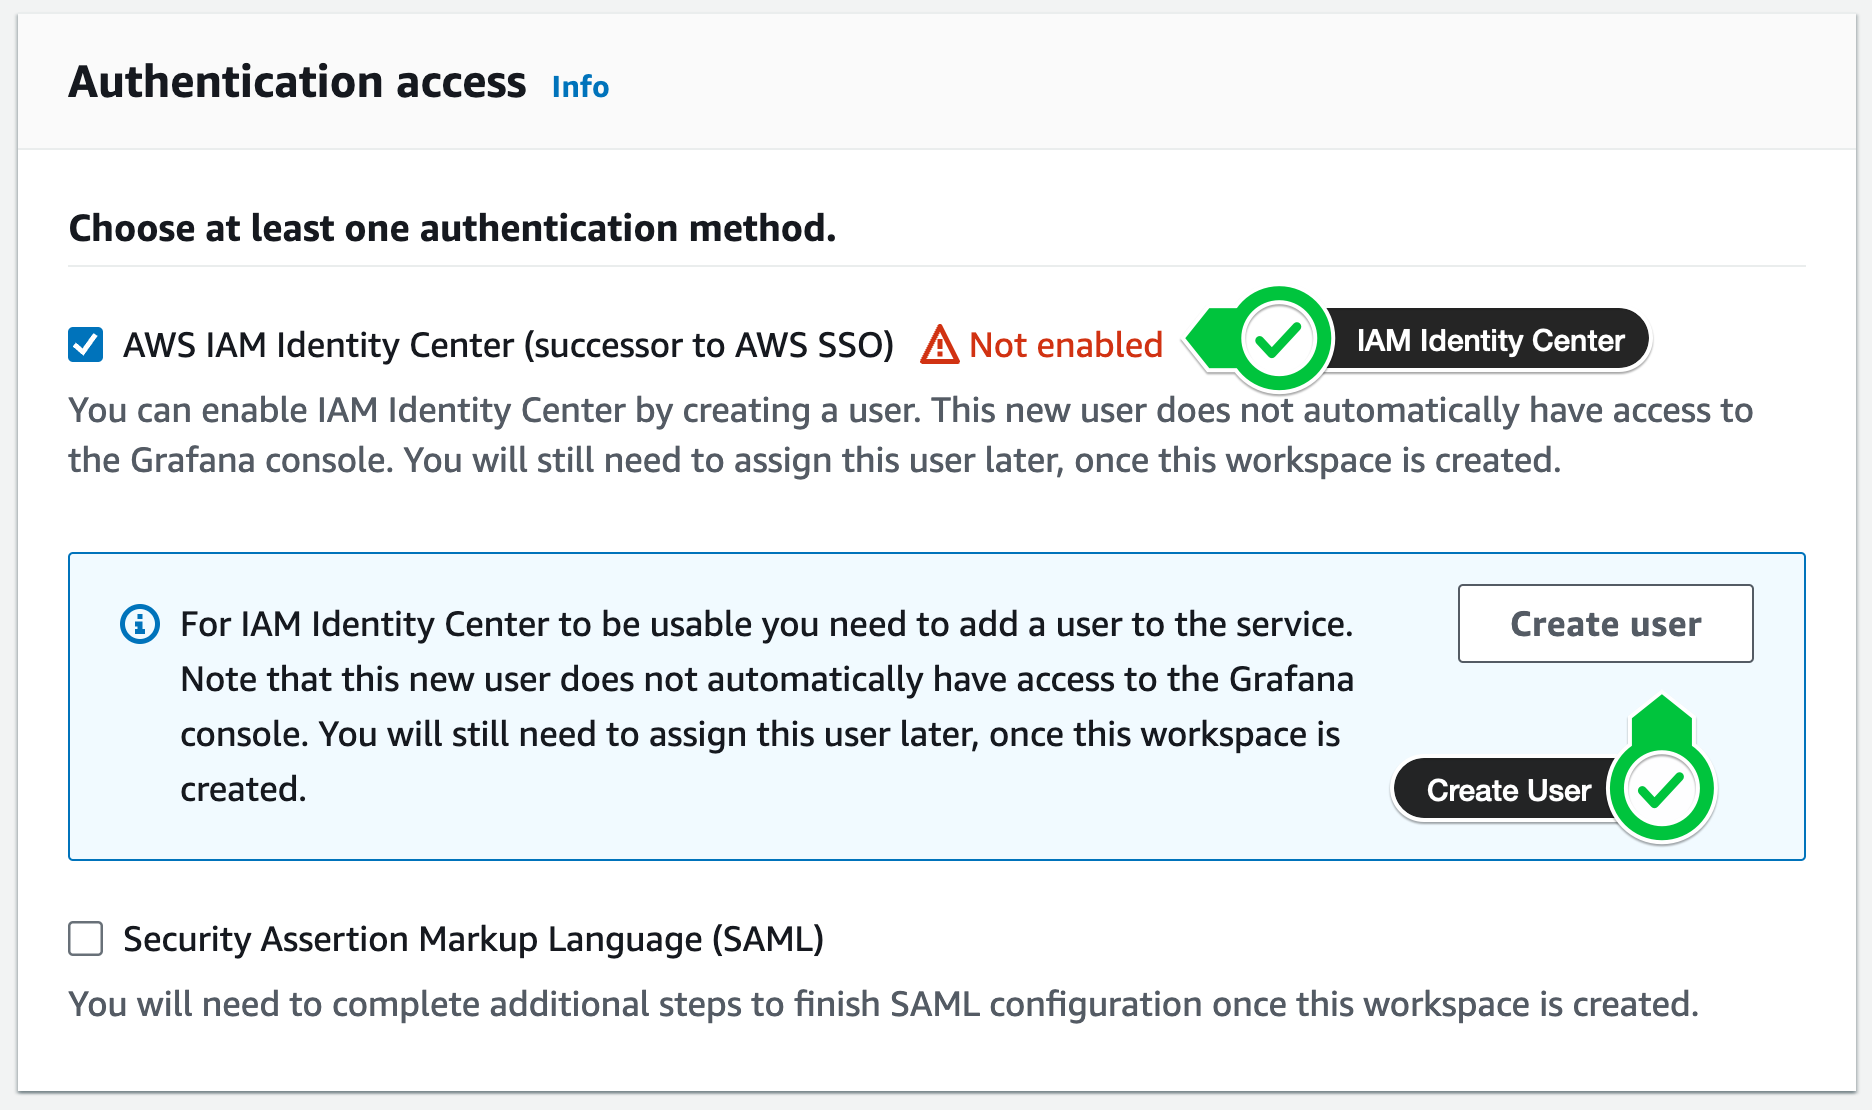 Authentication access Info
Choose at least one authentication method.
AWS IAM Identity Center (successor to AWS SSO) Not enabled IAM Identity Center
You can enable IAM Identity Center by creating a user. This new user does not automatically have access to
the Grafana console. You will still need to assign this user later, once this workspace is created.
For IAM Identity Center to be usable you need to add a user to the service.
Note that this new user does not automatically have access to the Grafana
console. You will still need to assign this user later, once this workspace is
created.
Create user
Create User
Security Assertion Markup Language (SAML)
You will need to complete additional steps to finish SAML configuration once this workspace is created.